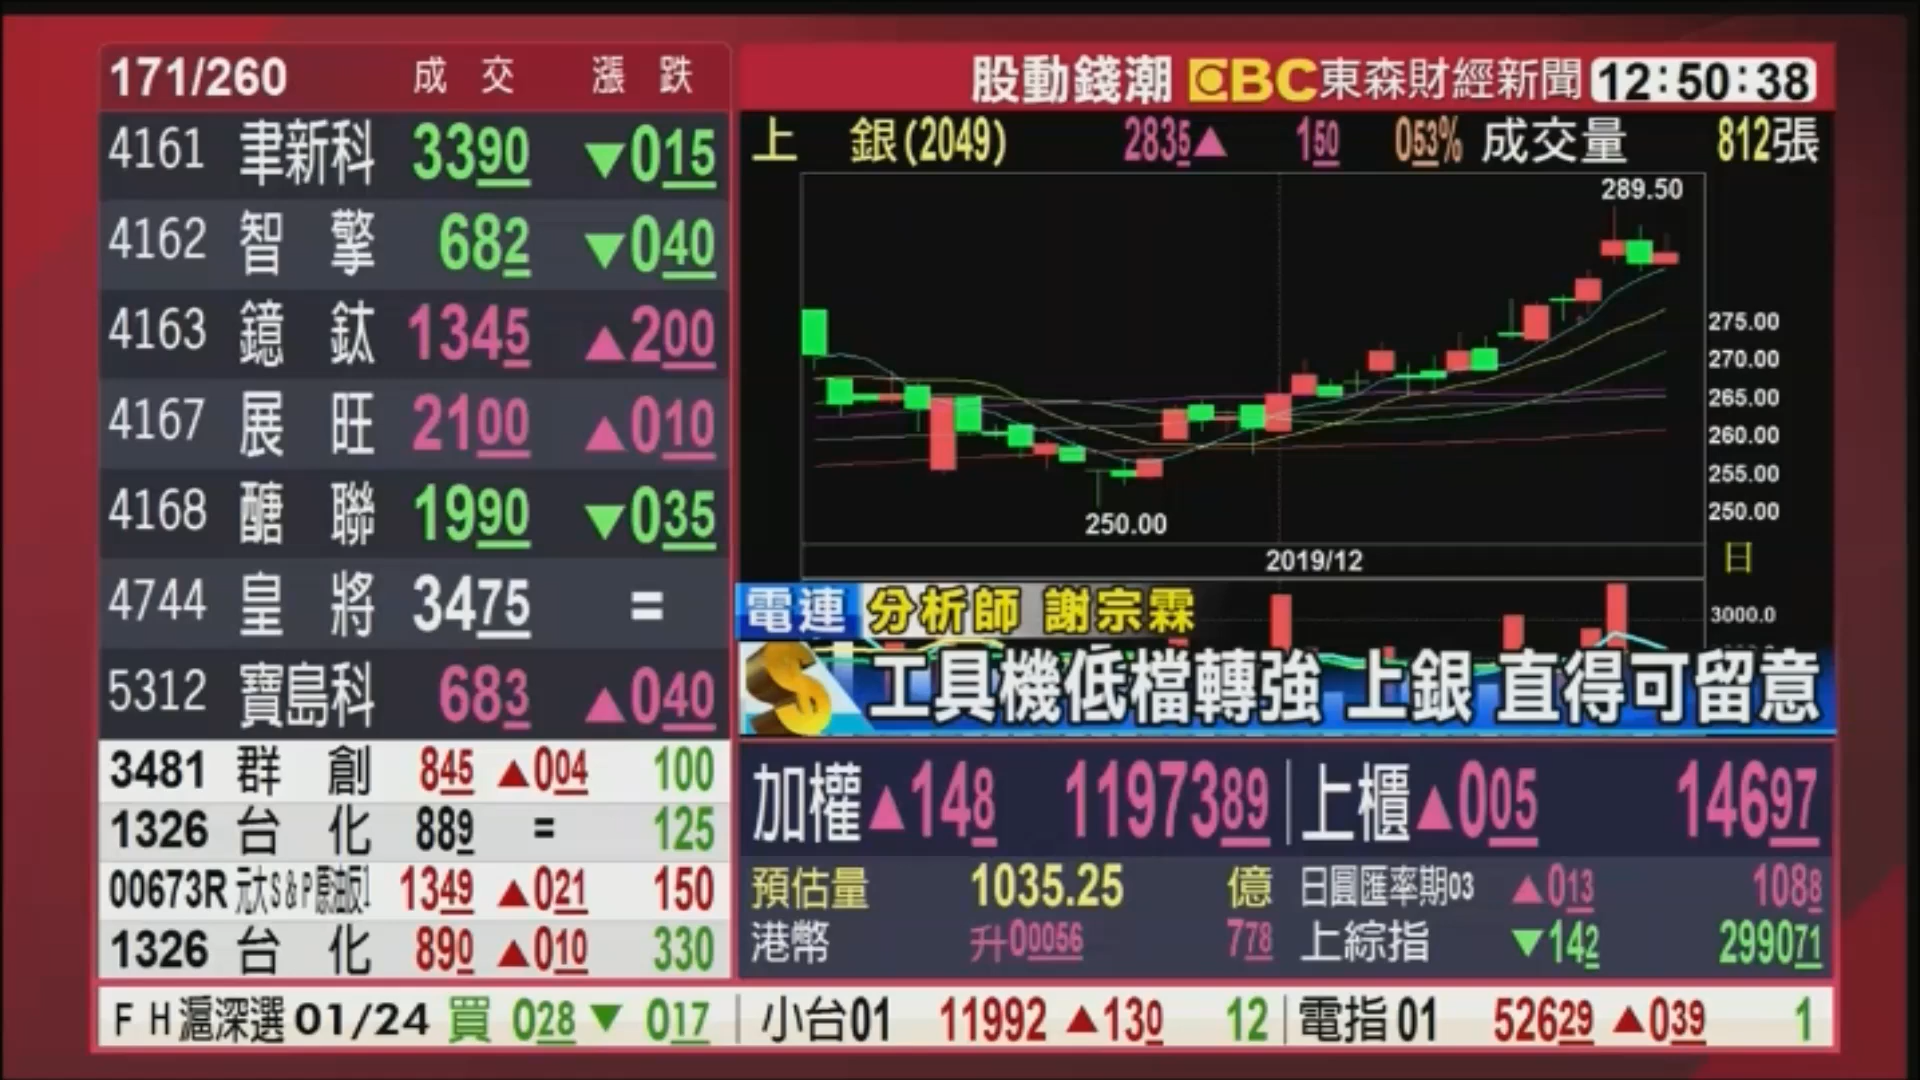 171/260 成交 漲跌
4161 聿新科 3390 ▼015
4162 智擎 682 ▼040
4163 鐿鈦 1345 ▲200
4167 展旺 2100 ▲010
4168 醣聯 1990 ▼035
4744 皇將 3475 =
5312 寶島科 683 ▲040
3481 群創 845 ▲004 100
1326 台化 889 = 125
00673R 元大S&P原油反1 1349 ▲021 150
1326 台化 890 ▲010 330
股動錢潮 EBC東森財經新聞 12:50:38
上銀(2049) 2835▲ 150 053% 成交量 812張
289.50
275.00
270.00
265.00
260.00
255.00
250.00
250.00
2019/12 日
3000.0
電連 分析師 謝宗霖
工具機低檔轉強 上銀 直得可留意
加權▲148 1197389 上櫃▲005 14697
預估量 1035.25 億 日圓匯率期03 ▲013 1088
港幣 升00056 778 上綜指 ▼142 299071
FH滬深選 01/24 買 028▼ 017 小台01 11992▲130 12 電指01 52629▲039 1